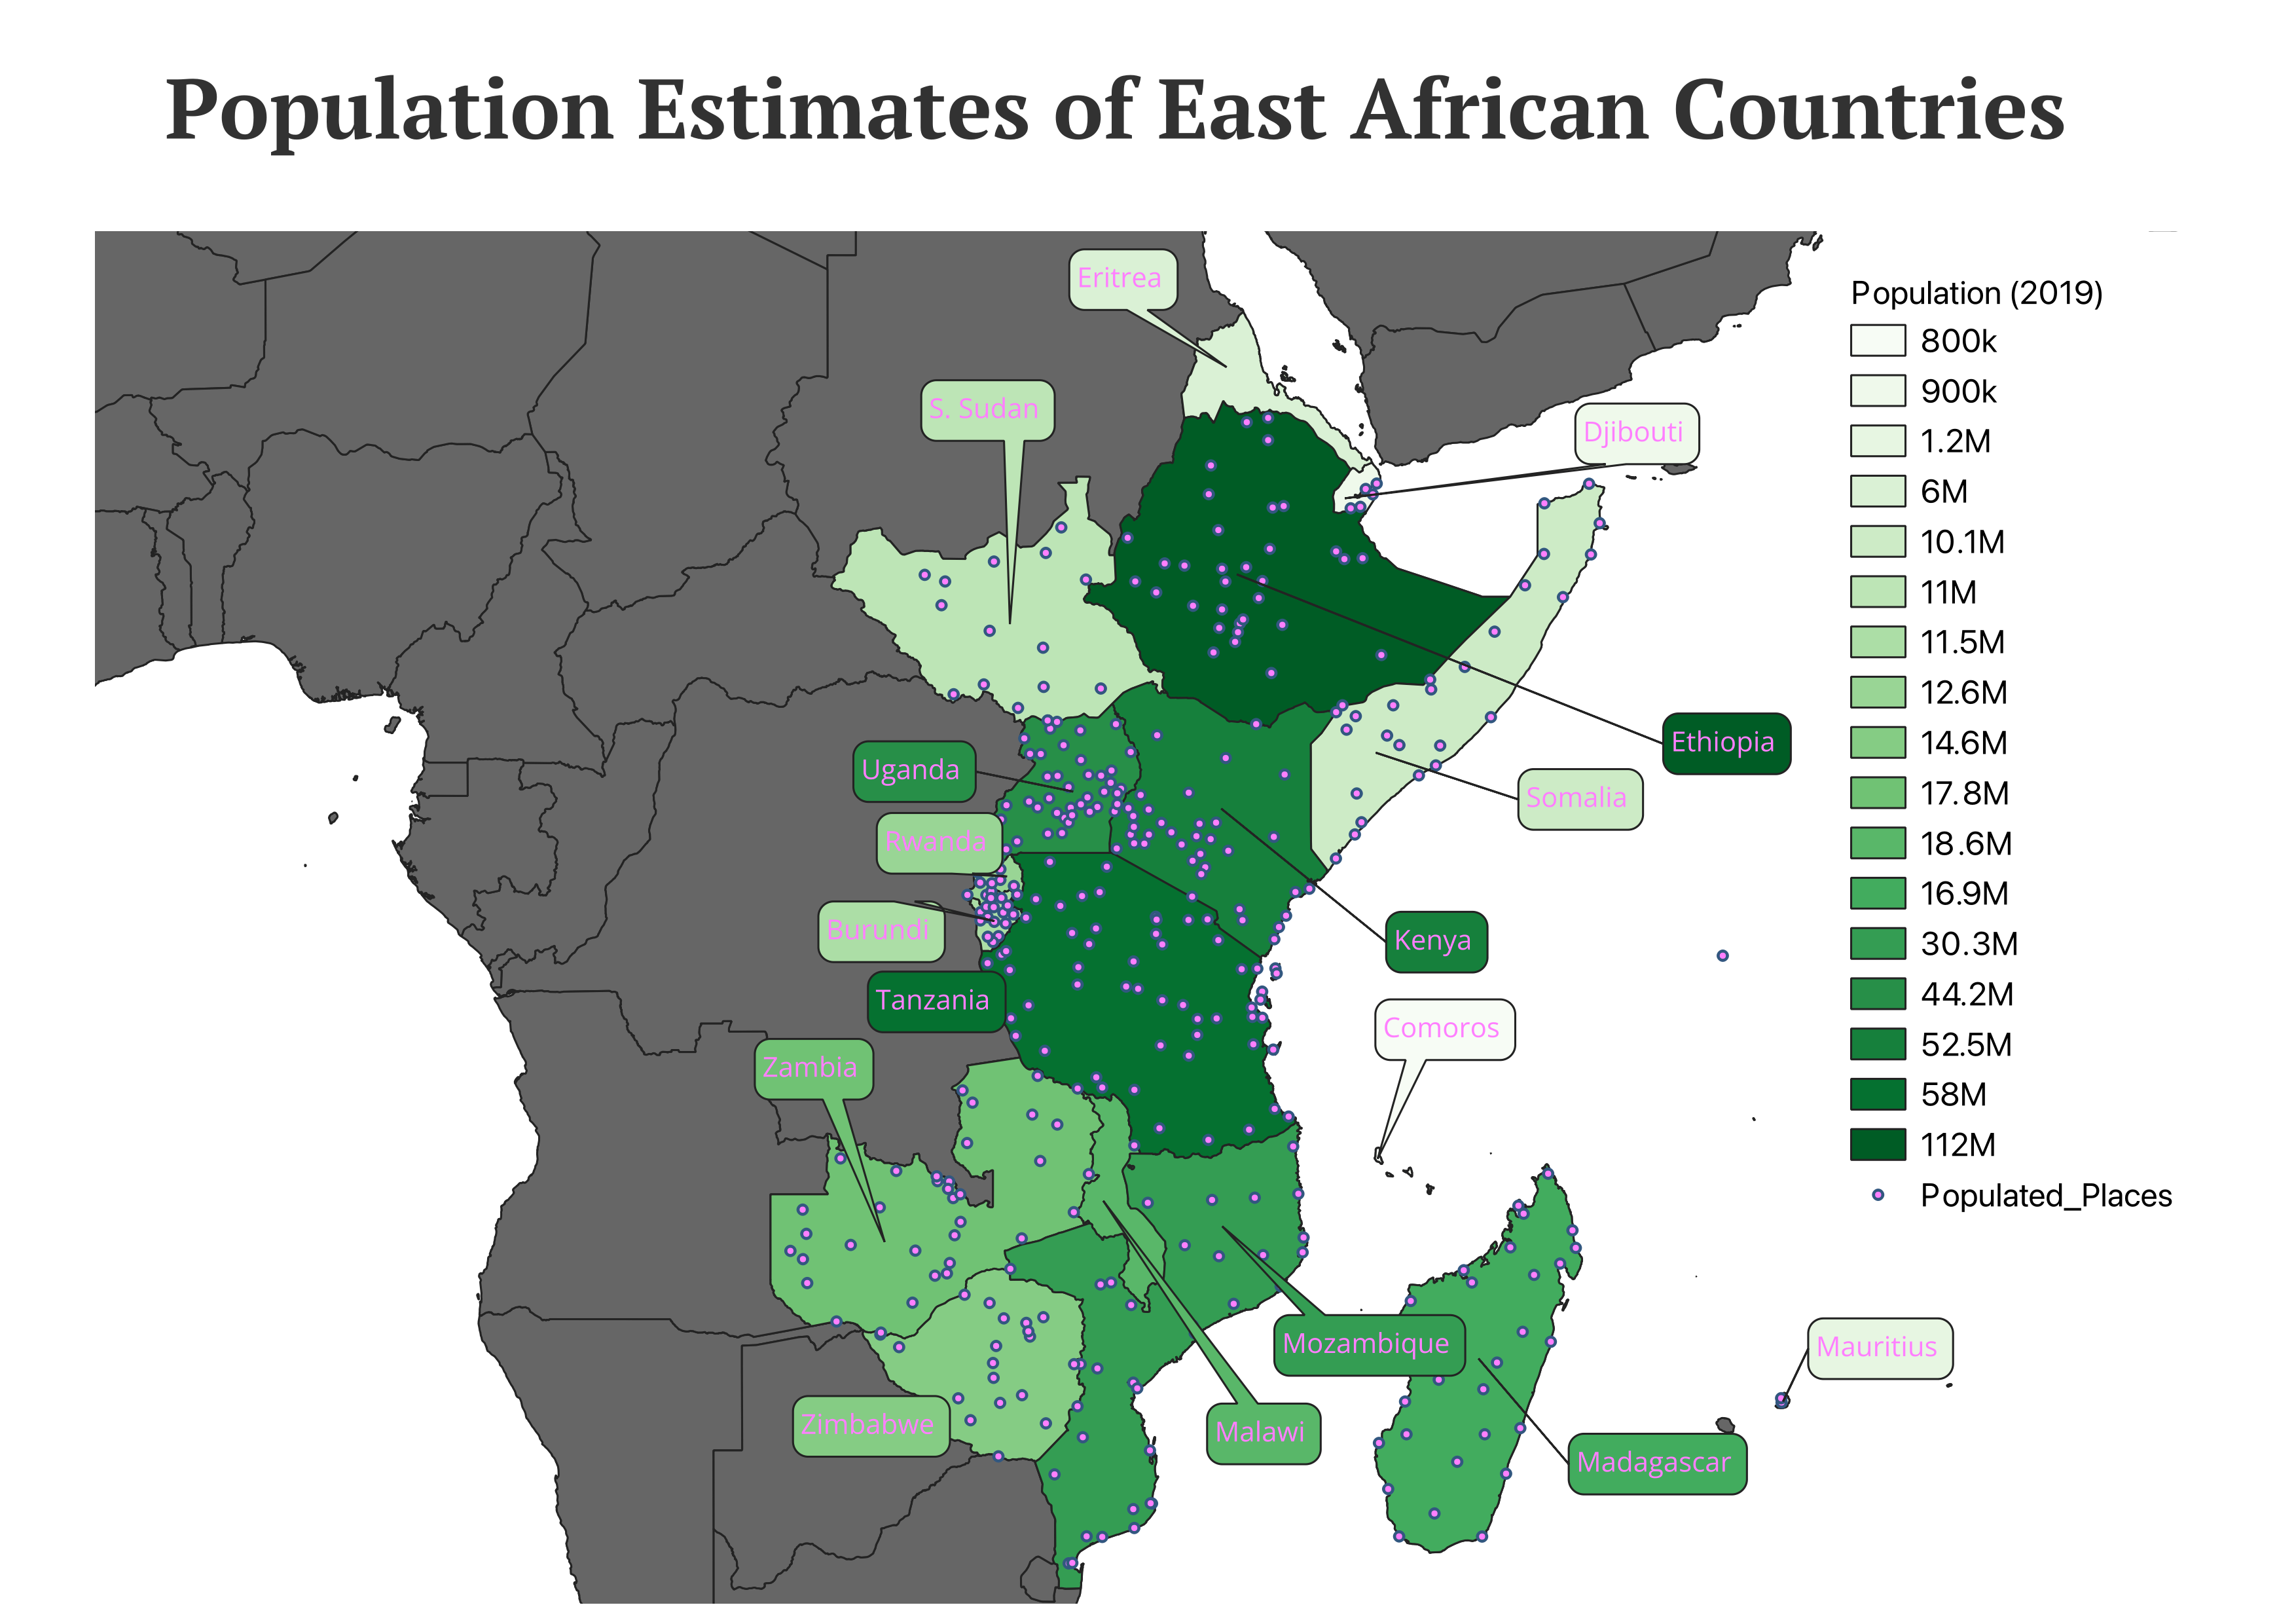 Population Estimates of East African Countries
Eritrea
S. Sudan
Djibouti
Uganda
Ethiopia
Somalia
Rwanda
Burundi
Kenya
Tanzania
Comoros
Zambia
Mozambique
Mauritius
Zimbabwe
Malawi
Madagascar
Population (2019)
800k
900k
1.2M
6M
10.1M
11M
11.5M
12.6M
14.6M
17.8M
18.6M
16.9M
30.3M
44.2M
52.5M
58M
112M
Populated_Places